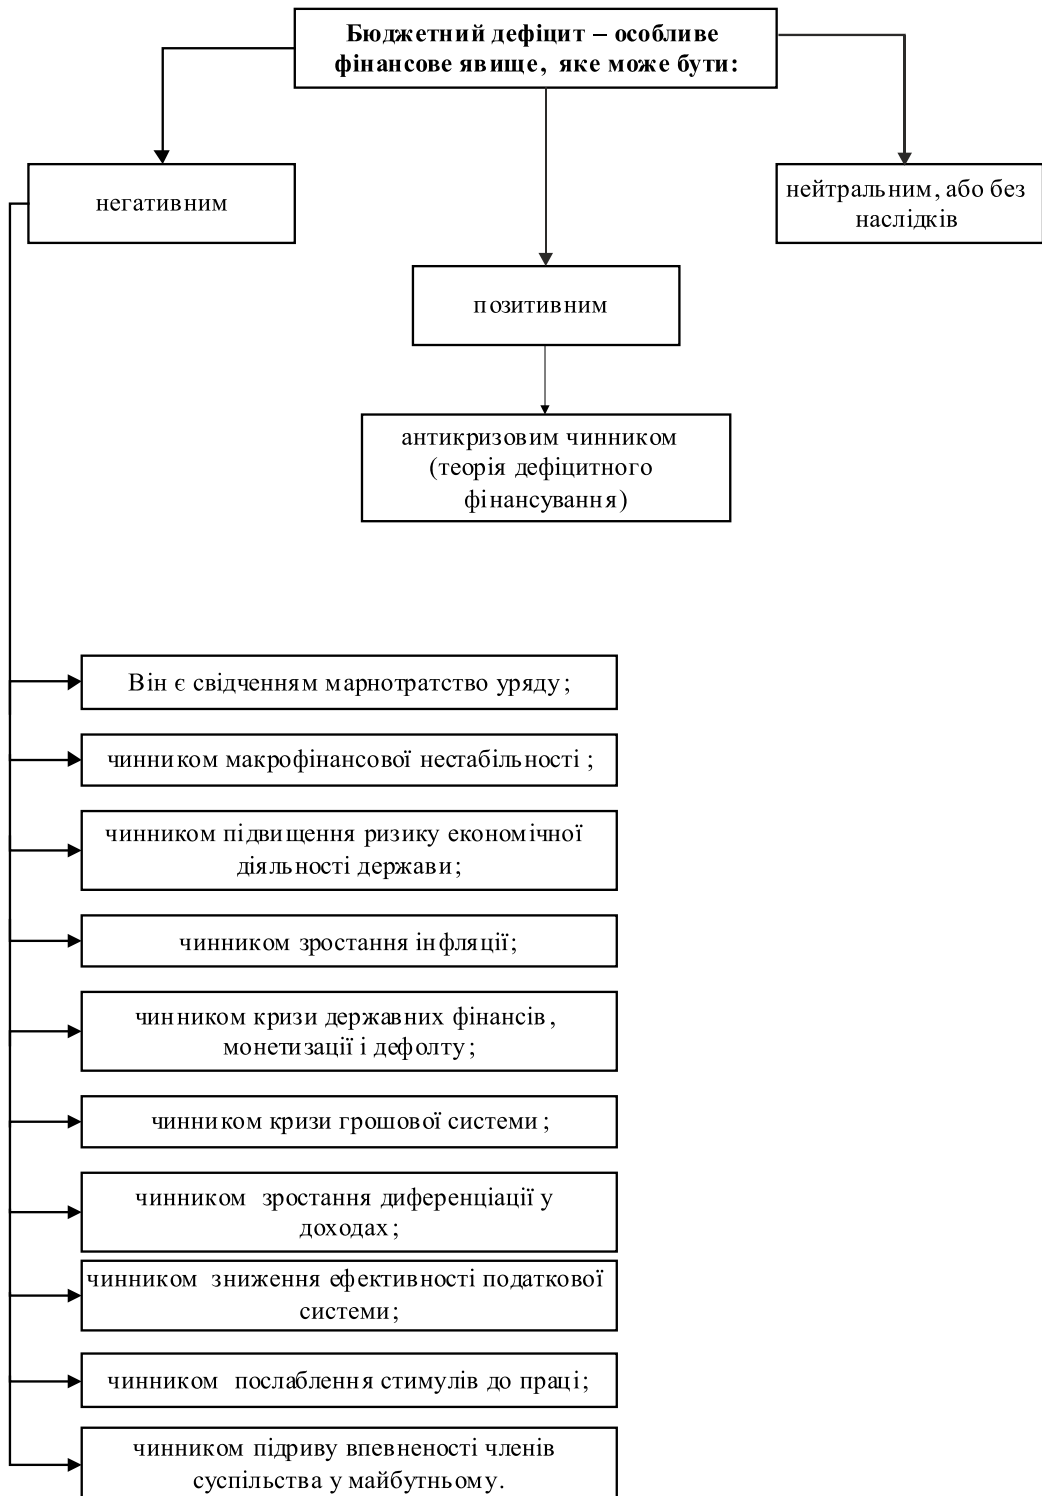 Бюджетний дефіцит – особливе
фінансове явище, яке може бути:
негативним
нейтральним, або без
наслідків
позитивним
антикризовим чинником
(теорія дефіцитного
фінансування)
Він є свідченням марнотратство уряду;
чинником макрофінансової нестабільності ;
чинником підвищення ризику економічної
діяльності держави;
чинником зростання інфляції;
чинником кризи державних фінансів,
монетизації і дефолту;
чинником кризи грошової системи;
чинником зростання диференціації у
доходах;
чинником зниження ефективності податкової
системи;
чинником послаблення стимулів до праці;
чинником підриву впевненості членів
суспільства у майбутньому.